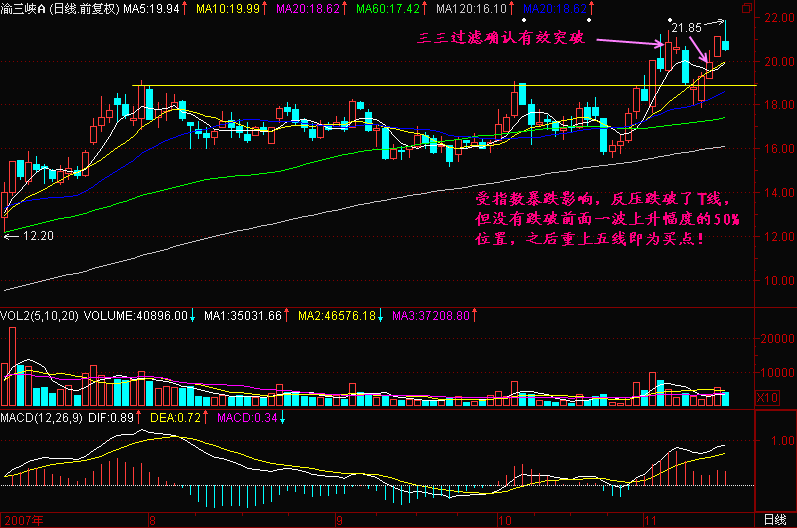 渝三峡A (日线.前复权) MA5:19.94↑ MA10:19.99↑ MA20:18.62↑ MA60:17.42↑ MA120:16.10↑ MA20:18.62↑
22.00
21.85
三三过滤确认有效突破
20.00
18.00
16.00
受指数暴跌影响，反压跌破了T线，
14.00
但没有跌破前面一波上升幅度的50%
12.20
位置，之后重上五线即为买点！
12.00
10.00
VOL2(5,10,20) VOLUME:40896.00↓ MA1:35031.66↑ MA2:46576.18↓ MA3:37208.80↑
20000
10000
X10
MACD(12,26,9) DIF:0.89↑ DEA:0.72↑ MACD:0.34↓
1.00
2007年 8 9 10 11 日线